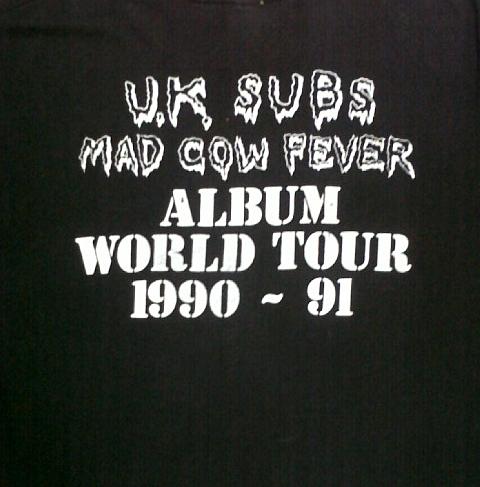 U.K. SUBS
MAD COW FEVER
ALBUM
WORLD TOUR
1990 ~ 91